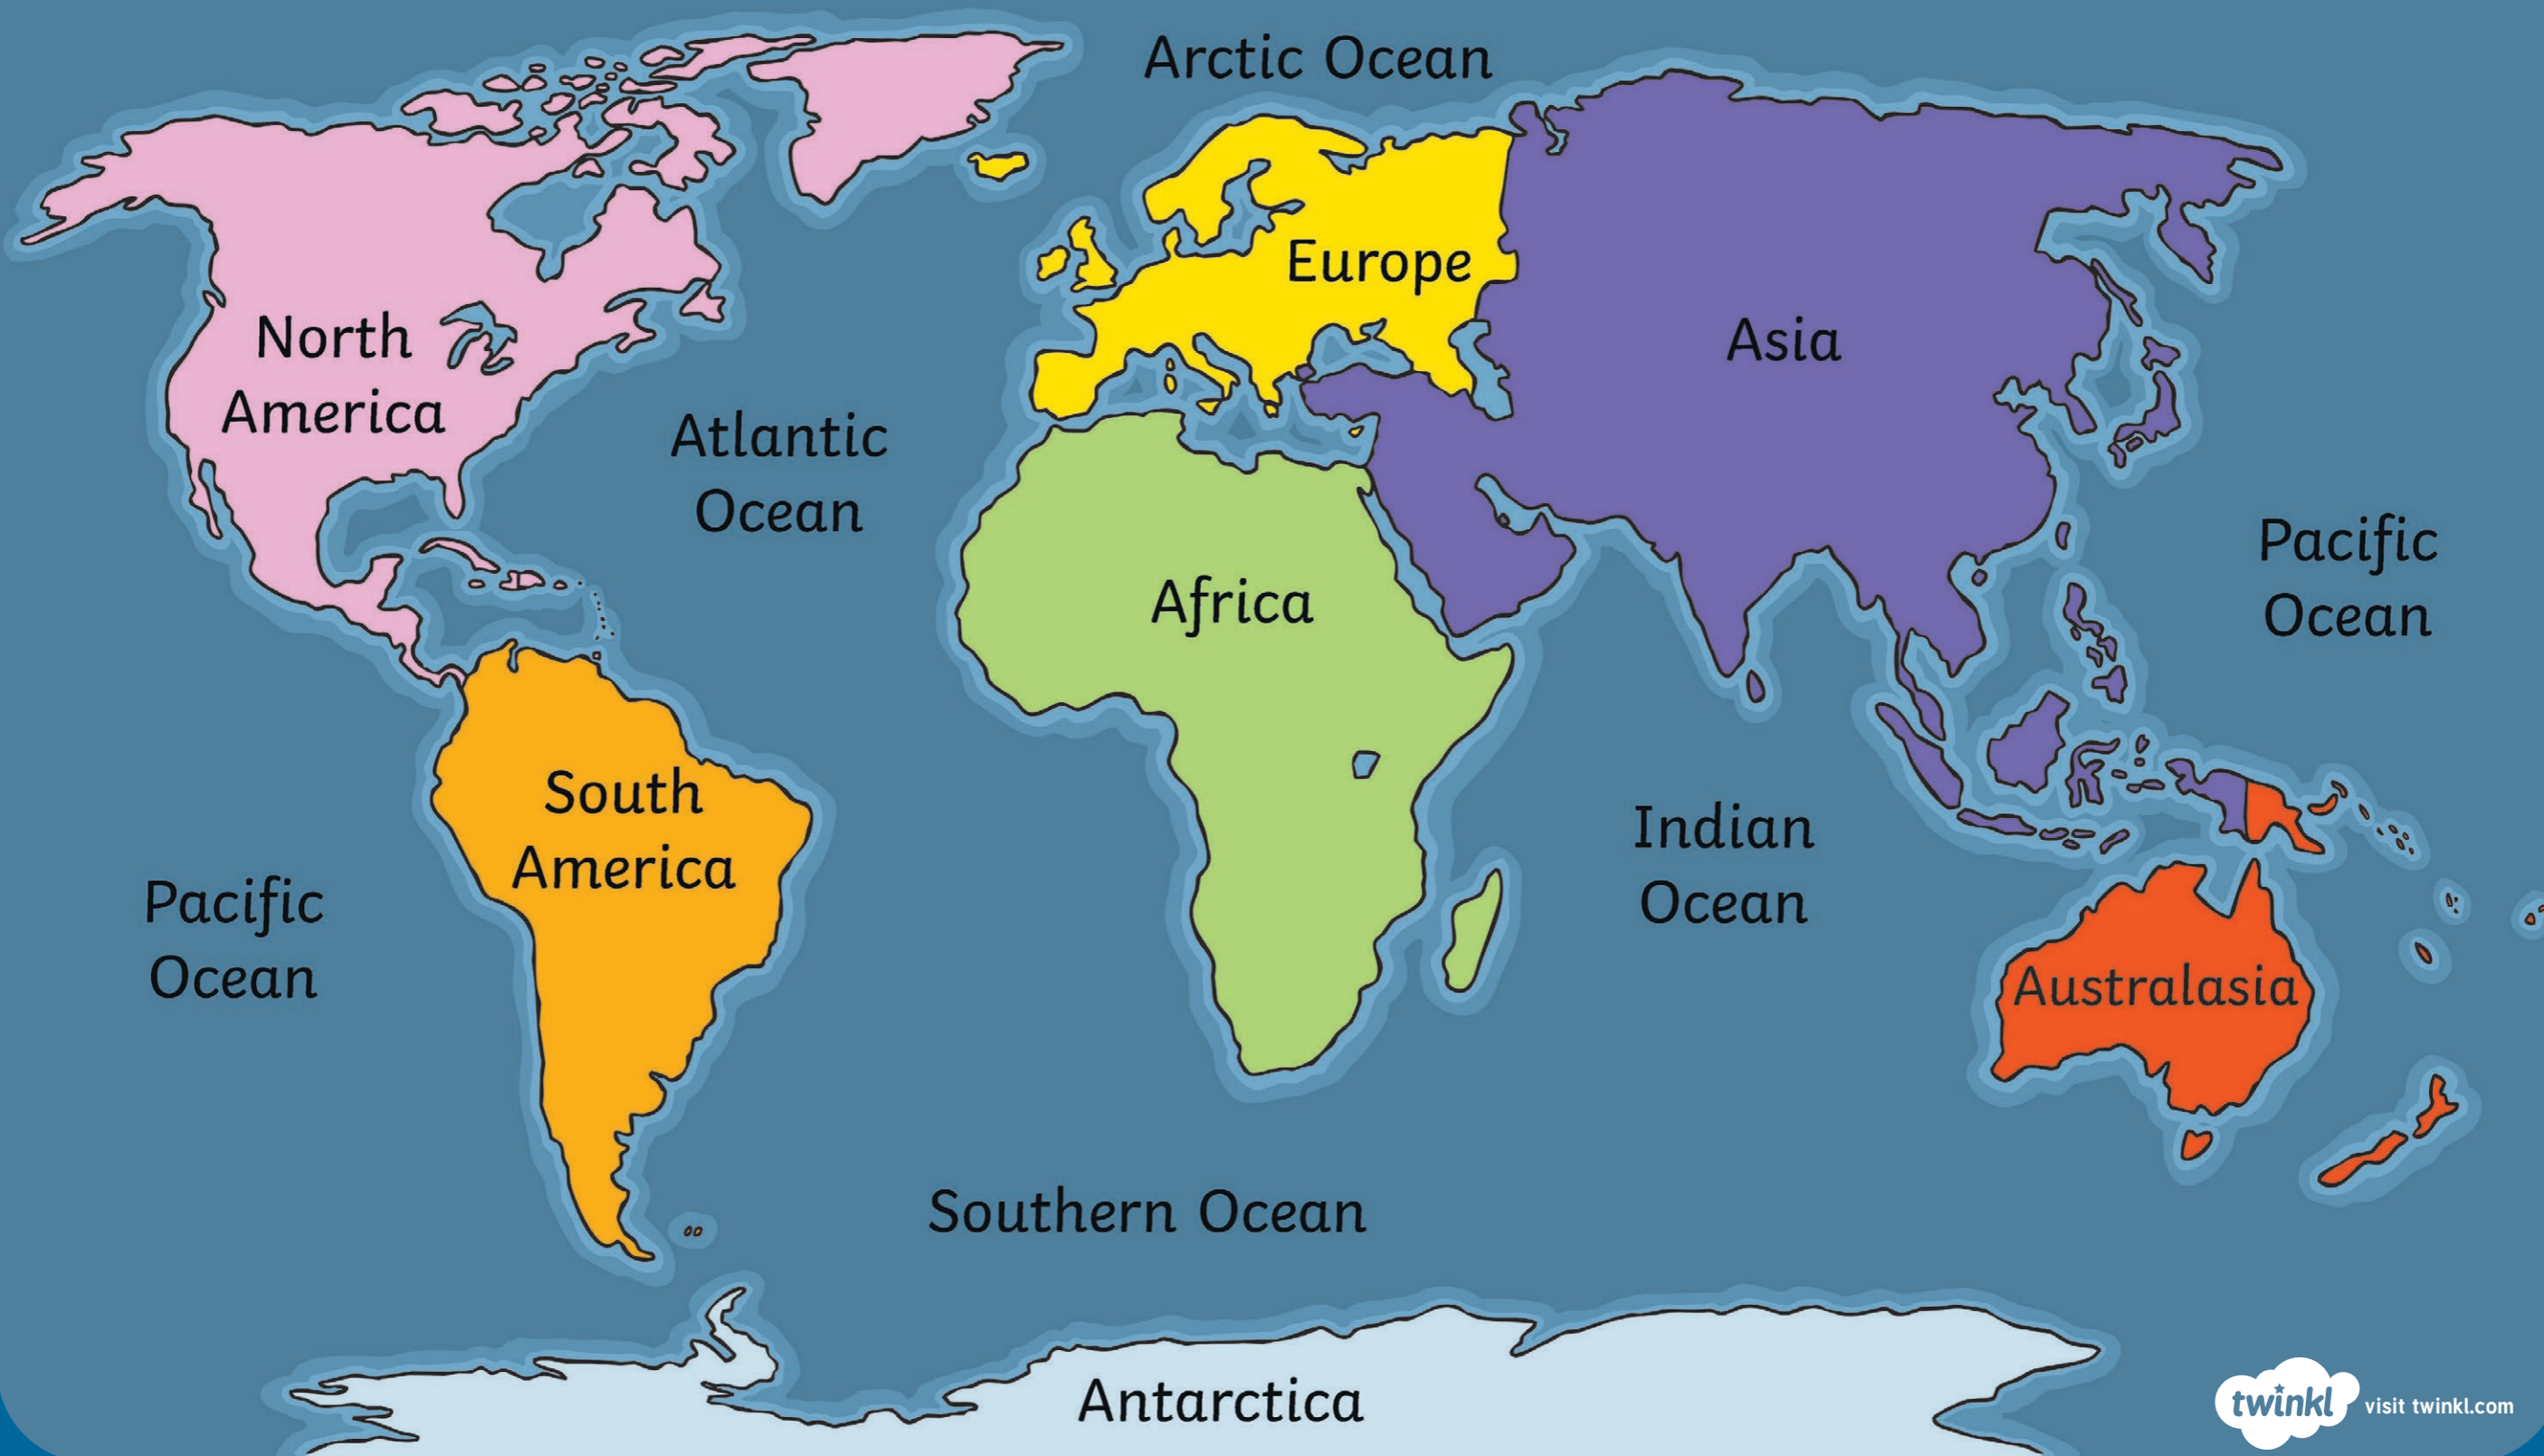 Arctic Ocean
Europe
North
America
Asia
Atlantic
Ocean
Pacific
Ocean
Africa
South
America
Indian
Ocean
Pacific
Ocean
Australasia
Southern Ocean
Antarctica
twinkl
visit twinkl.com